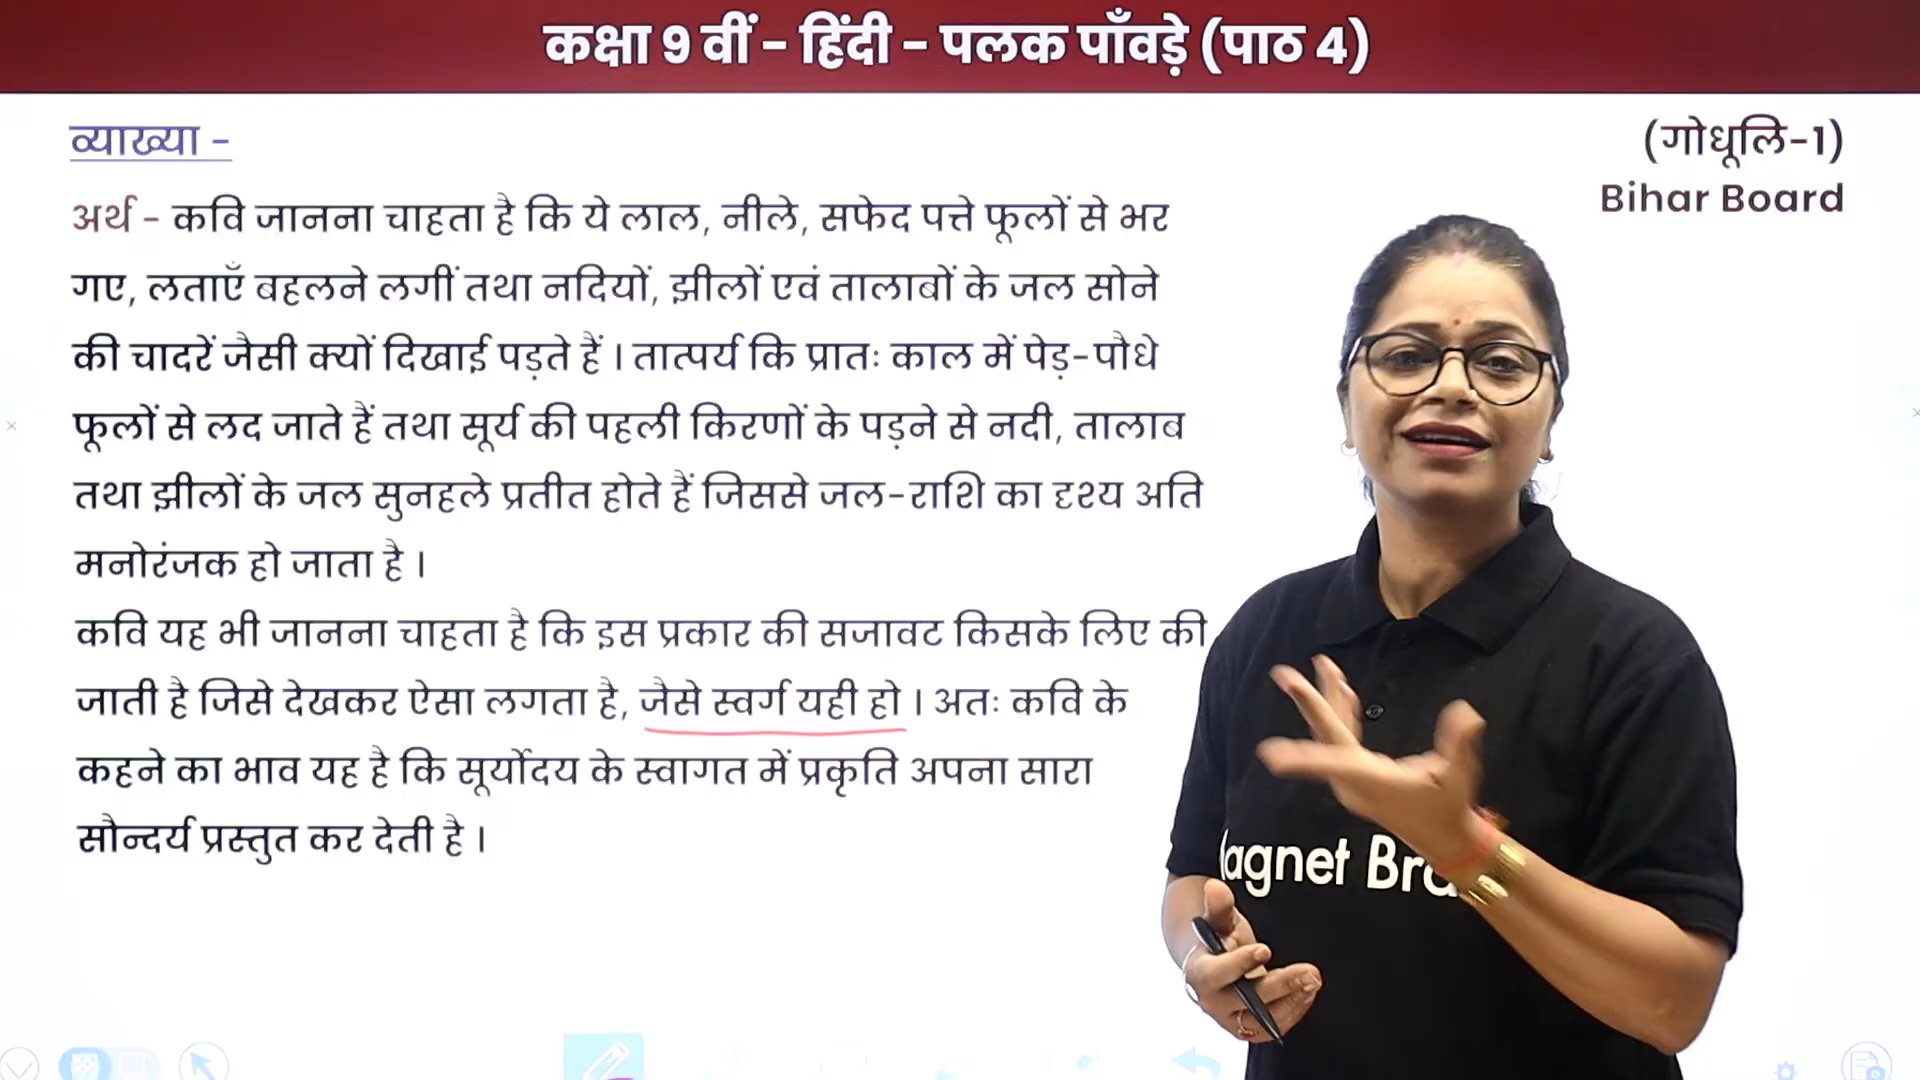 कक्षा 9 वीं - हिंदी - पलक पाँवड़े (पाठ 4)
व्याख्या -
(गोधूलि-1)
Bihar Board
अर्थ - कवि जानना चाहता है कि ये लाल, नीले, सफेद पत्ते फूलों से भर
गए, लताएँ बहलने लगीं तथा नदियों, झीलों एवं तालाबों के जल सोने
की चादरें जैसी क्यों दिखाई पड़ते हैं । तात्पर्य कि प्रातः काल में पेड़-पौधे
फूलों से लद जाते हैं तथा सूर्य की पहली किरणों के पड़ने से नदी, तालाब
तथा झीलों के जल सुनहले प्रतीत होते हैं जिससे जल-राशि का दृश्य अति
मनोरंजक हो जाता है ।
कवि यह भी जानना चाहता है कि इस प्रकार की सजावट किसके लिए की
जाती है जिसे देखकर ऐसा लगता है, जैसे स्वर्ग यही हो । अतः कवि के
कहने का भाव यह है कि सूर्योदय के स्वागत में प्रकृति अपना सारा
सौन्दर्य प्रस्तुत कर देती है ।